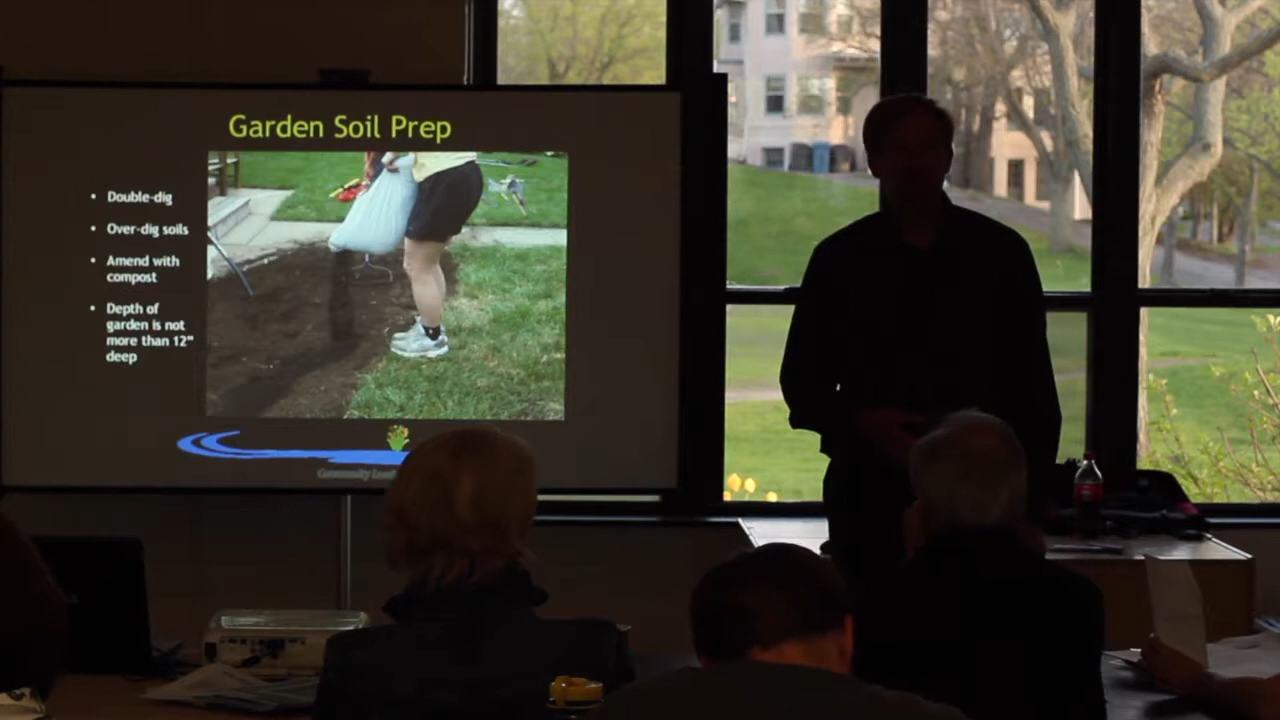 Garden Soil Prep
• Double-dig
• Over-dig soils
• Amend with
compost
• Depth of
garden is not
more than 12"
deep
Community